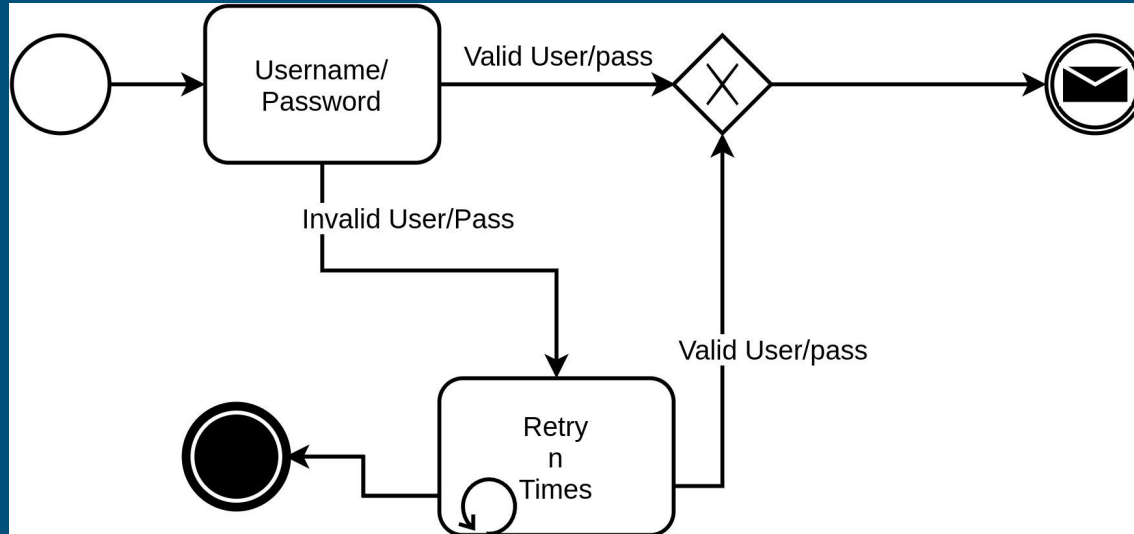 Username/
Password
Valid User/pass
Invalid User/Pass
Valid User/pass
Retry
n
Times